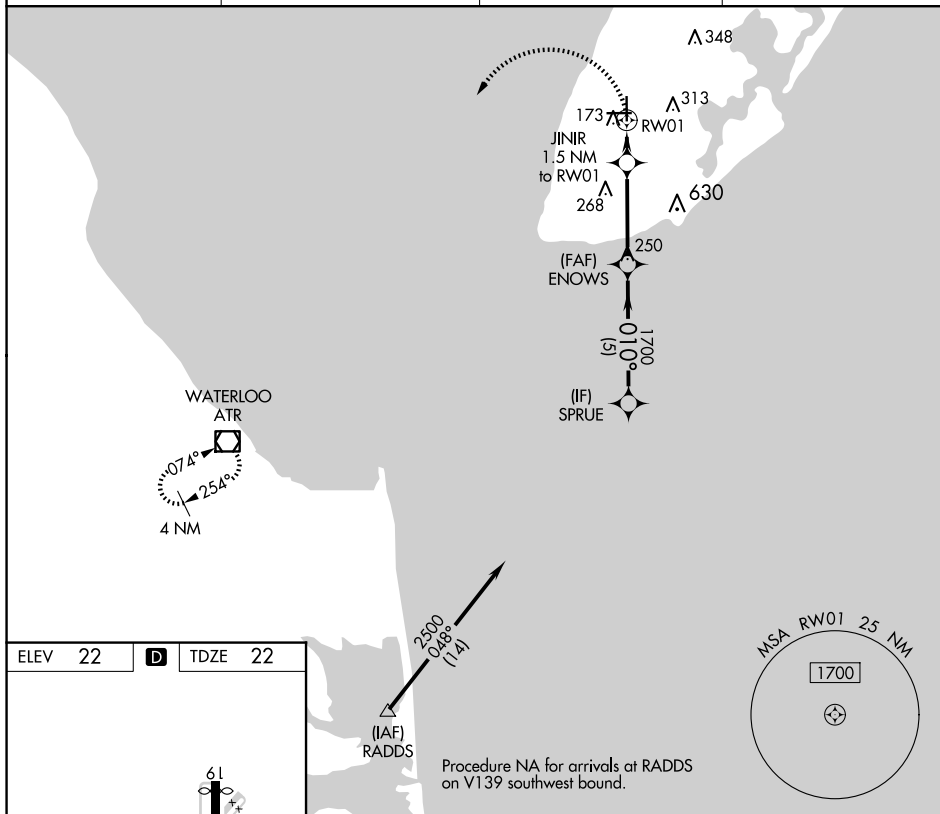 348
313
173
RW01
JINIR
1.5 NM
to RW01
268
630
250
(FAF)
ENOWS
1700
010°
(5)
(IF)
SPRUE
WATERLOO
ATR
074°
254°
4 NM
2500
048°
(14)
(IAF)
RADDS
MSA RW01 25 NM
1700
Procedure NA for arrivals at RADDS
on V139 southwest bound.
ELEV 22 D TDZE 22
19